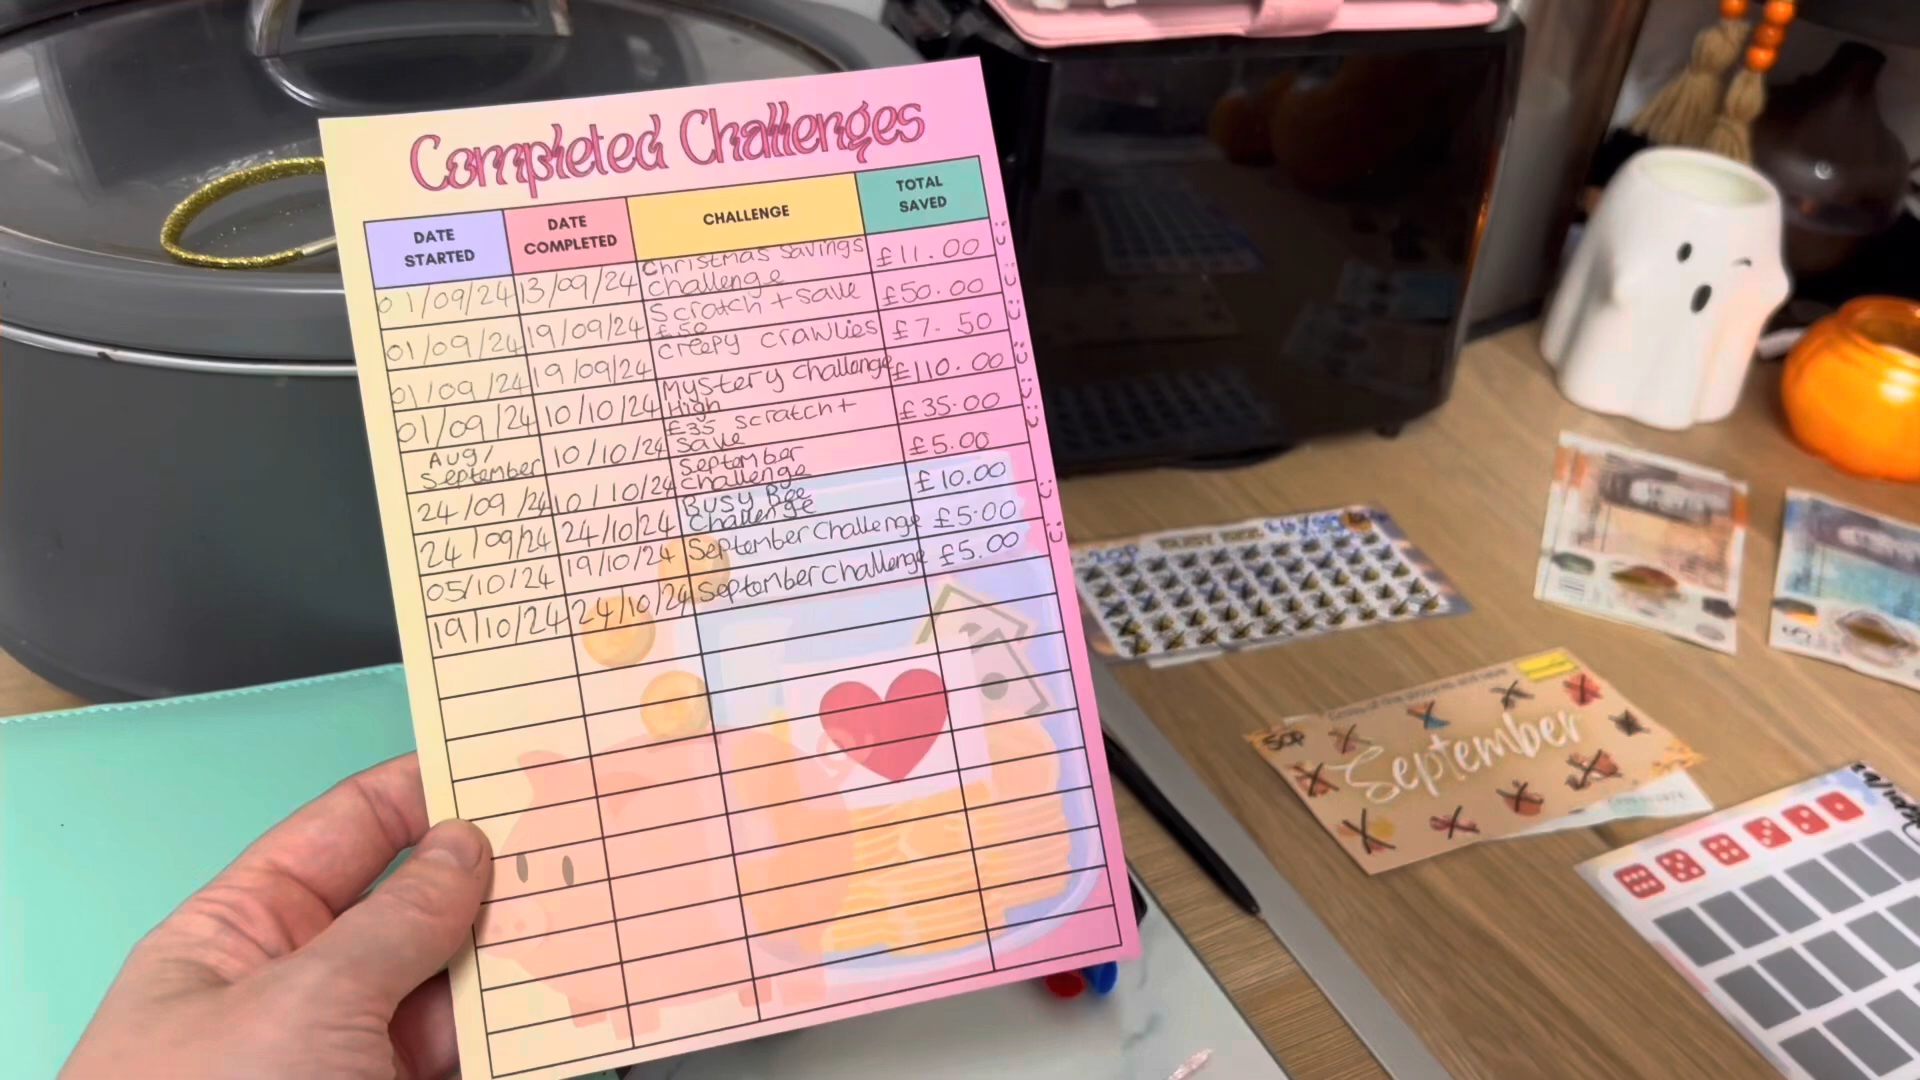 Completed Challenges
DATE STARTED
DATE COMPLETED
CHALLENGE
TOTAL SAVED
01/09/24 13/09/24 Christmas savings challenge £11.00
01/09/24 19/09/24 Scratch + save £50 £50.00
01/09/24 19/09/24 creepy crawlies £7.50
01/09/24 10/10/24 Mystery challenge High £110.00
Aug/September 10/10/24 £35 scratch + save £35.00
24/09/24 10/10/24 September challenge £5.00
24/09/24 24/10/24 Busy Bee Challenge £10.00
05/10/24 19/10/24 September Challenge £5.00
19/10/24 24/10/24 September Challenge £5.00
20P BUSY BEE
50P
September